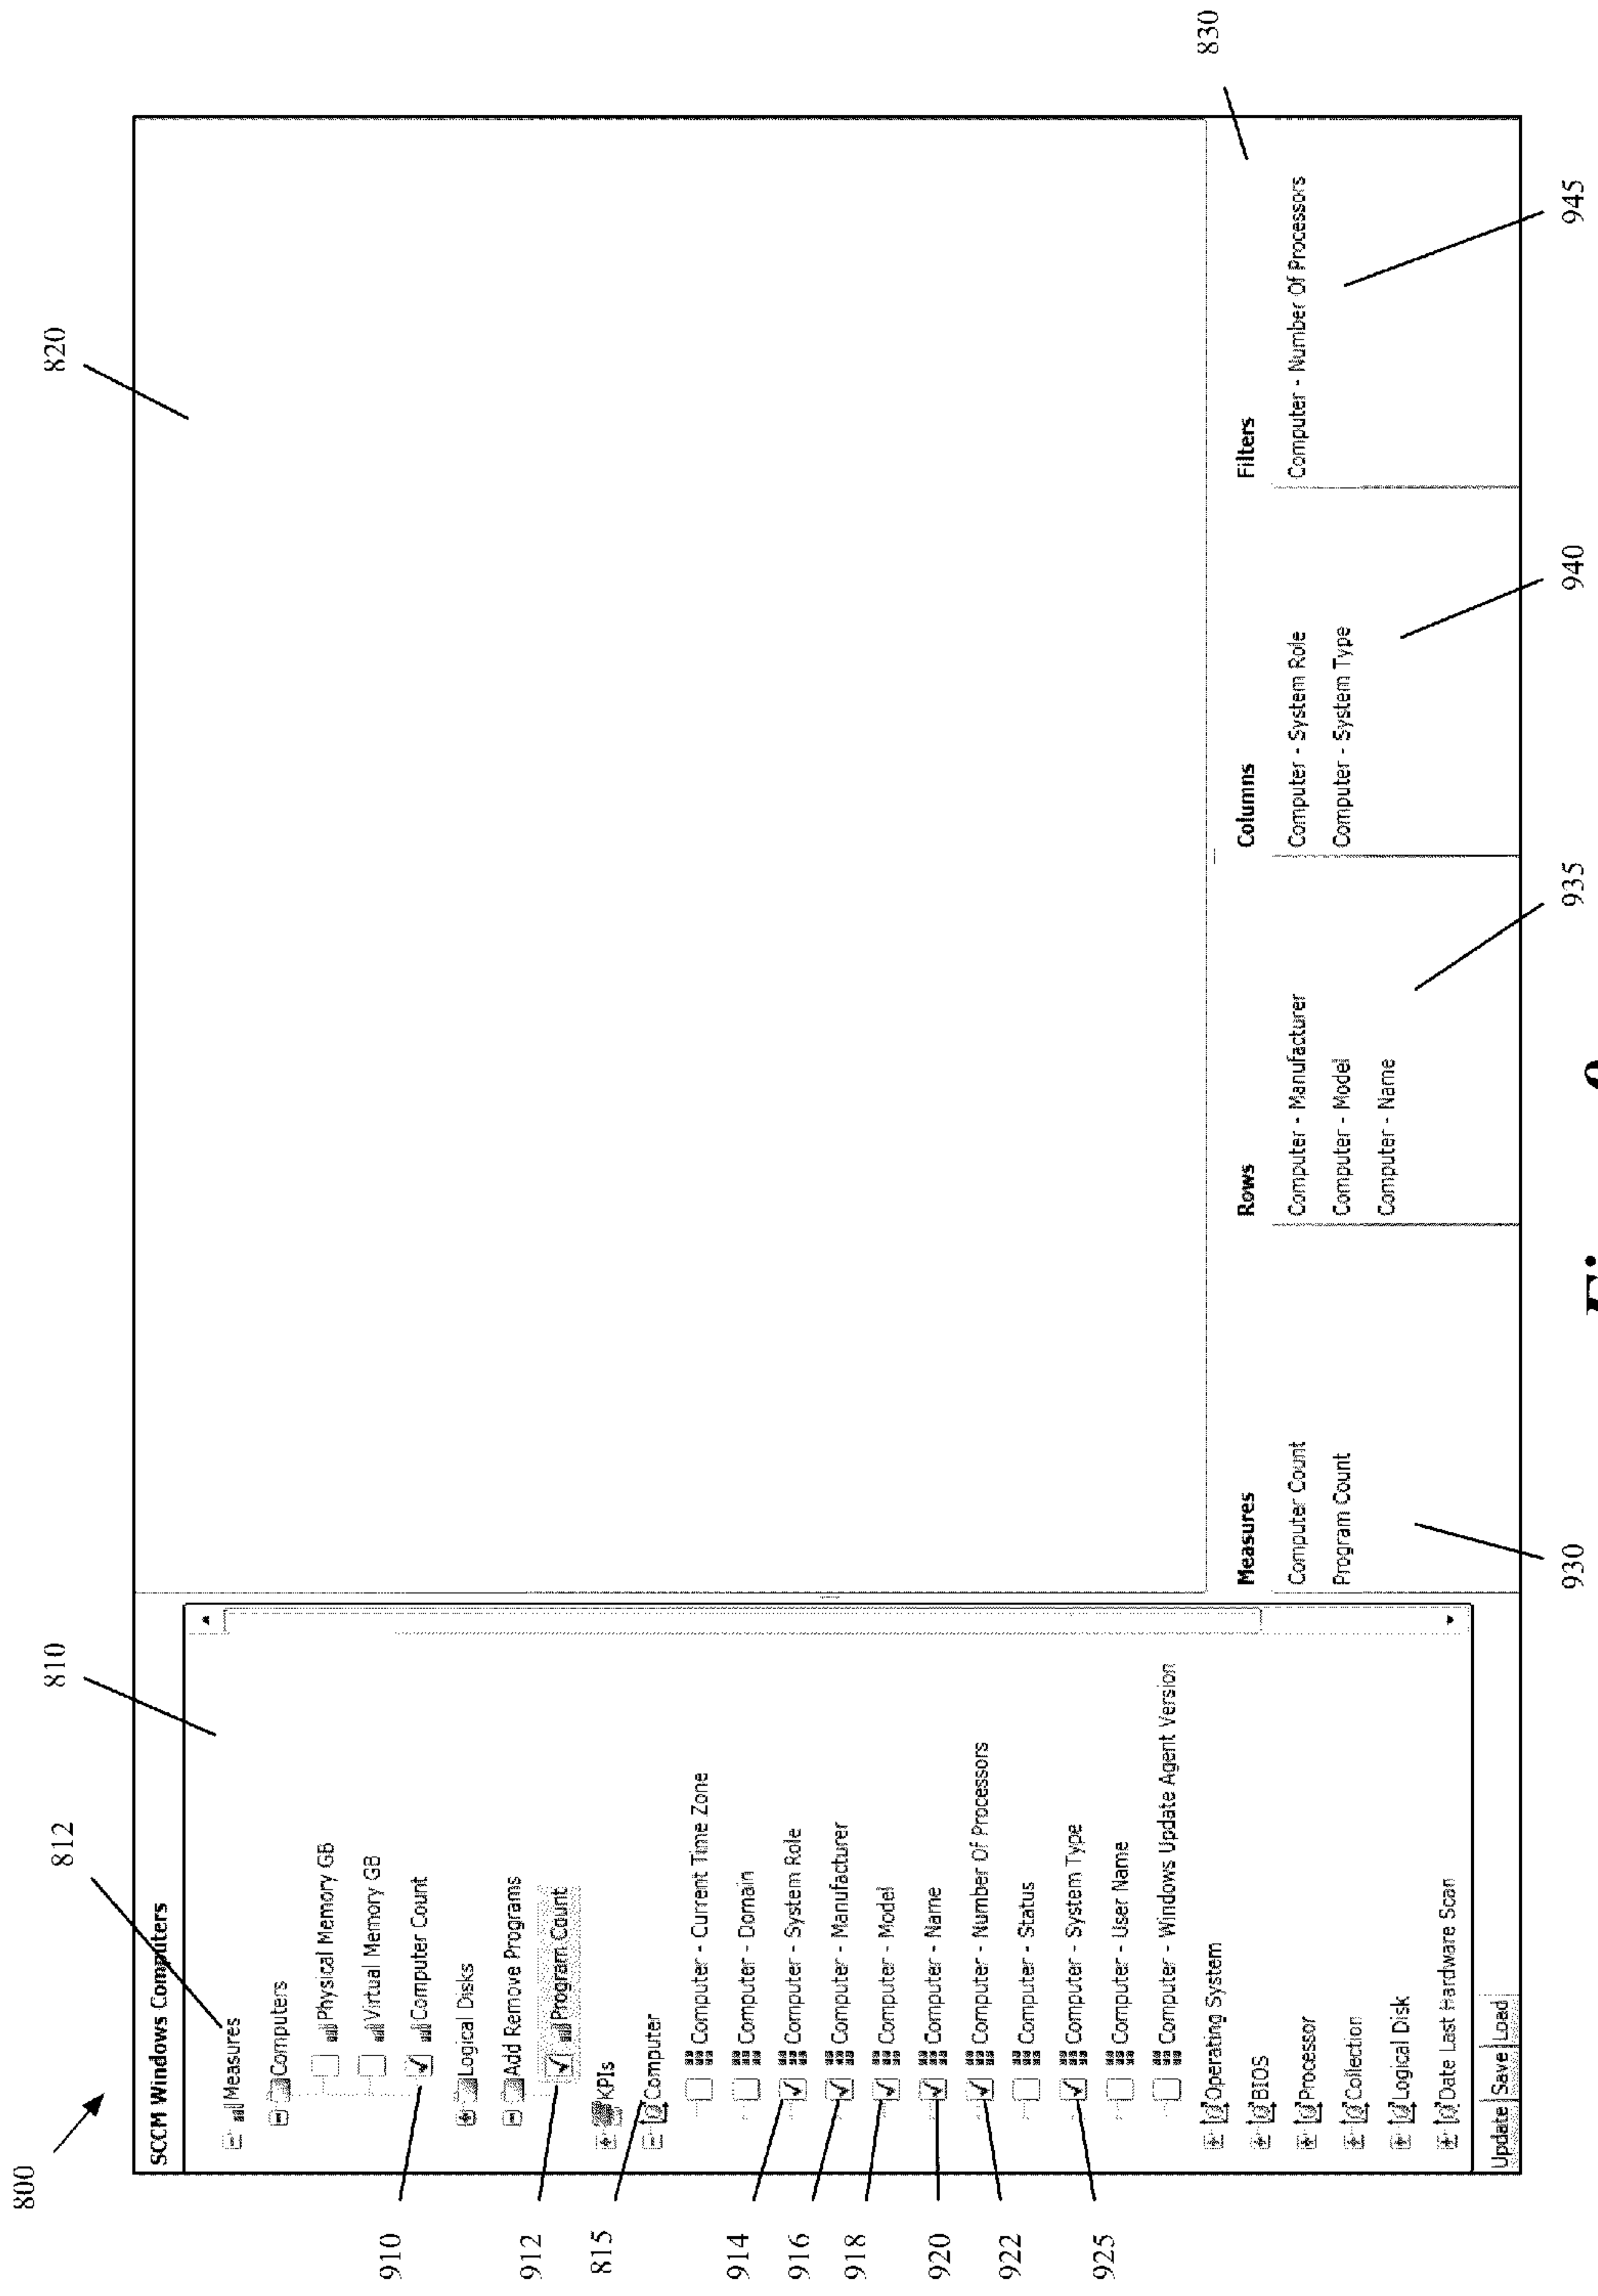 800
812
810
820
SCCM Windows Computers
Measures
Computers
Physical Memory GB
Virtual Memory GB
Computer Count
Logical Disks
Add Remove Programs
Program Count
KPIs
Computer
Computer - Current Time Zone
Computer - Domain
Computer - System Role
Computer - Manufacturer
Computer - Model
Computer - Name
Computer - Number Of Processors
Computer - Status
Computer - System Type
Computer - User Name
Computer - Windows Update Agent Version
Operating System
BIOS
Processor
Collection
Logical Disk
Date Last Hardware Scan
Update Save Load
910
912
815
914
916
918
920
922
925
830
Measures
Computer Count
Program Count
Rows
Computer - Manufacturer
Computer - Model
Computer - Name
Columns
Computer - System Role
Computer - System Type
Filters
Computer - Number Of Processors
930
935
940
945